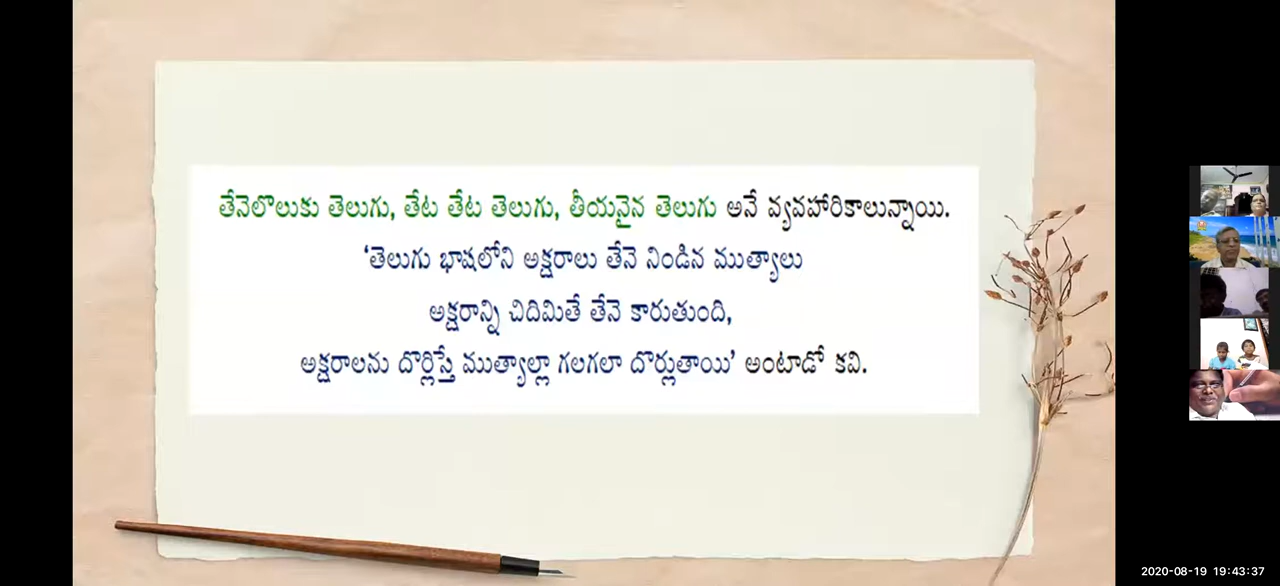 తేనెలొలుకు తెలుగు, తేట తేట తెలుగు, తీయనైన తెలుగు అనే వ్యవహారికాలున్నాయి.
‘తెలుగు భాషలోని అక్షరాలు తేనె నిండిన ముత్యాలు
అక్షరాన్ని చిదిమితే తేనె కారుతుంది,
అక్షరాలను దొర్లిస్తే ముత్యాల్లా గలగలా దొర్లుతాయి’ అంటాడో కవి.
2020-08-19 19:43:37